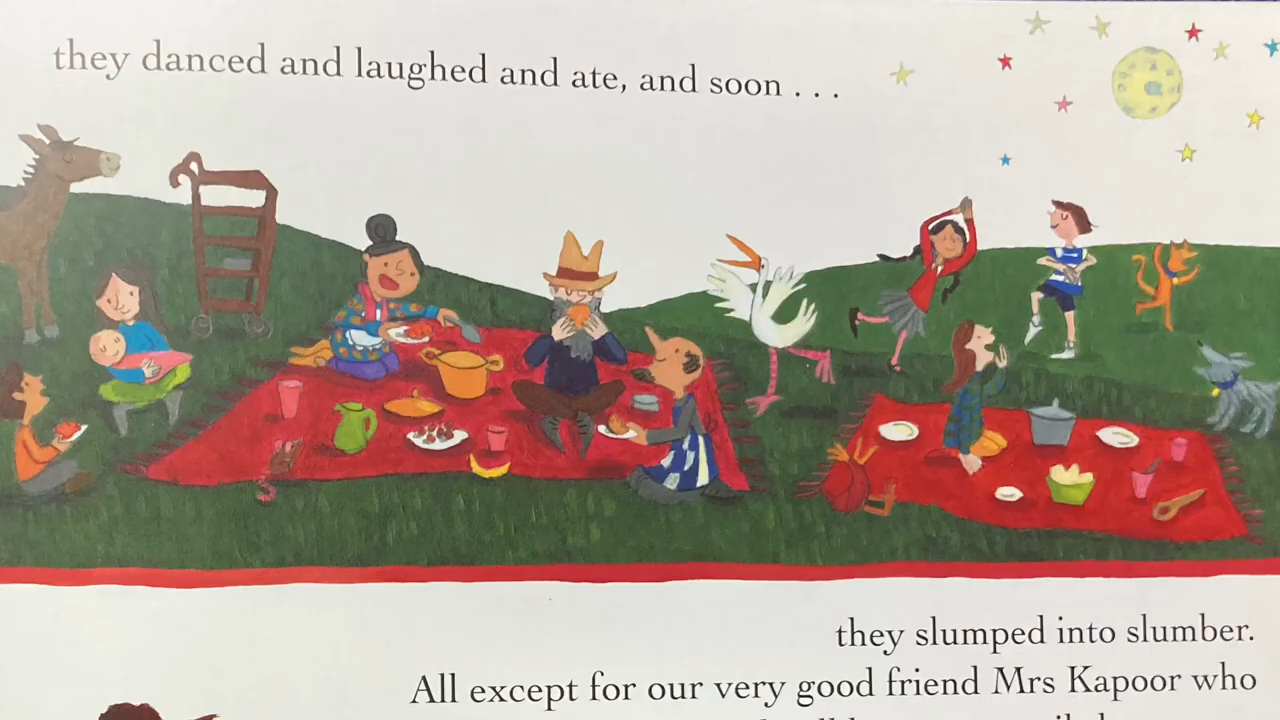 they danced and laughed and ate, and soon . . .
they slumped into slumber.
All except for our very good friend Mrs Kapoor who